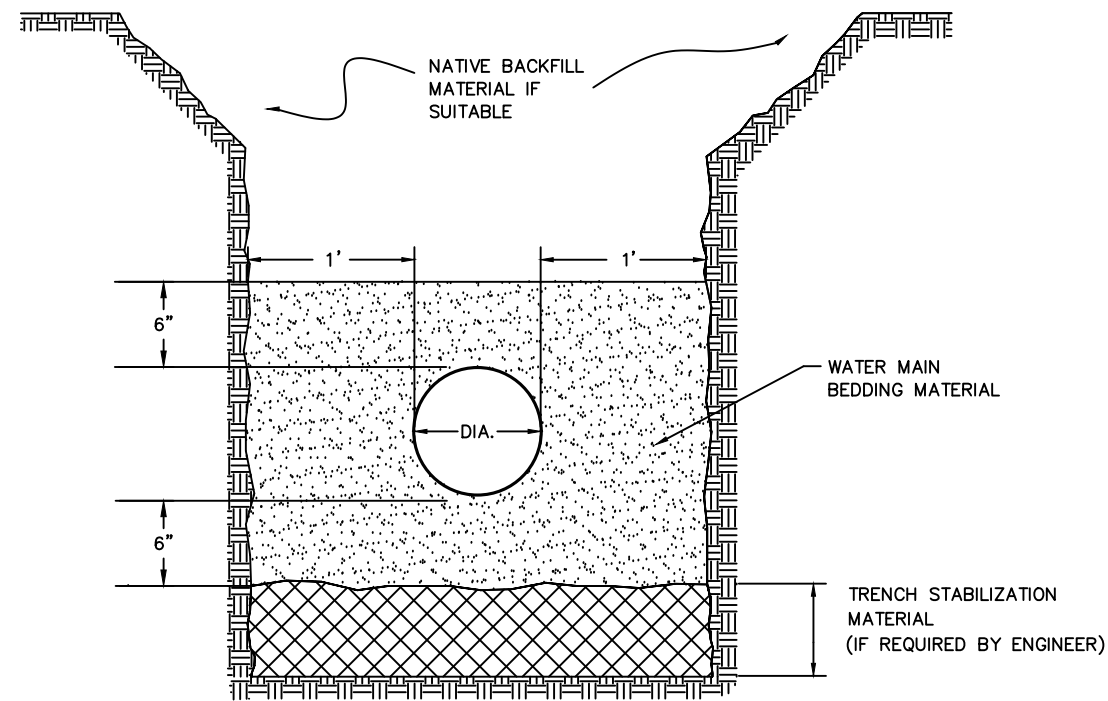 NATIVE BACKFILL
MATERIAL IF
SUITABLE
1'
1'
6"
WATER MAIN
BEDDING MATERIAL
DIA.
6"
TRENCH STABILIZATION
MATERIAL
(IF REQUIRED BY ENGINEER)